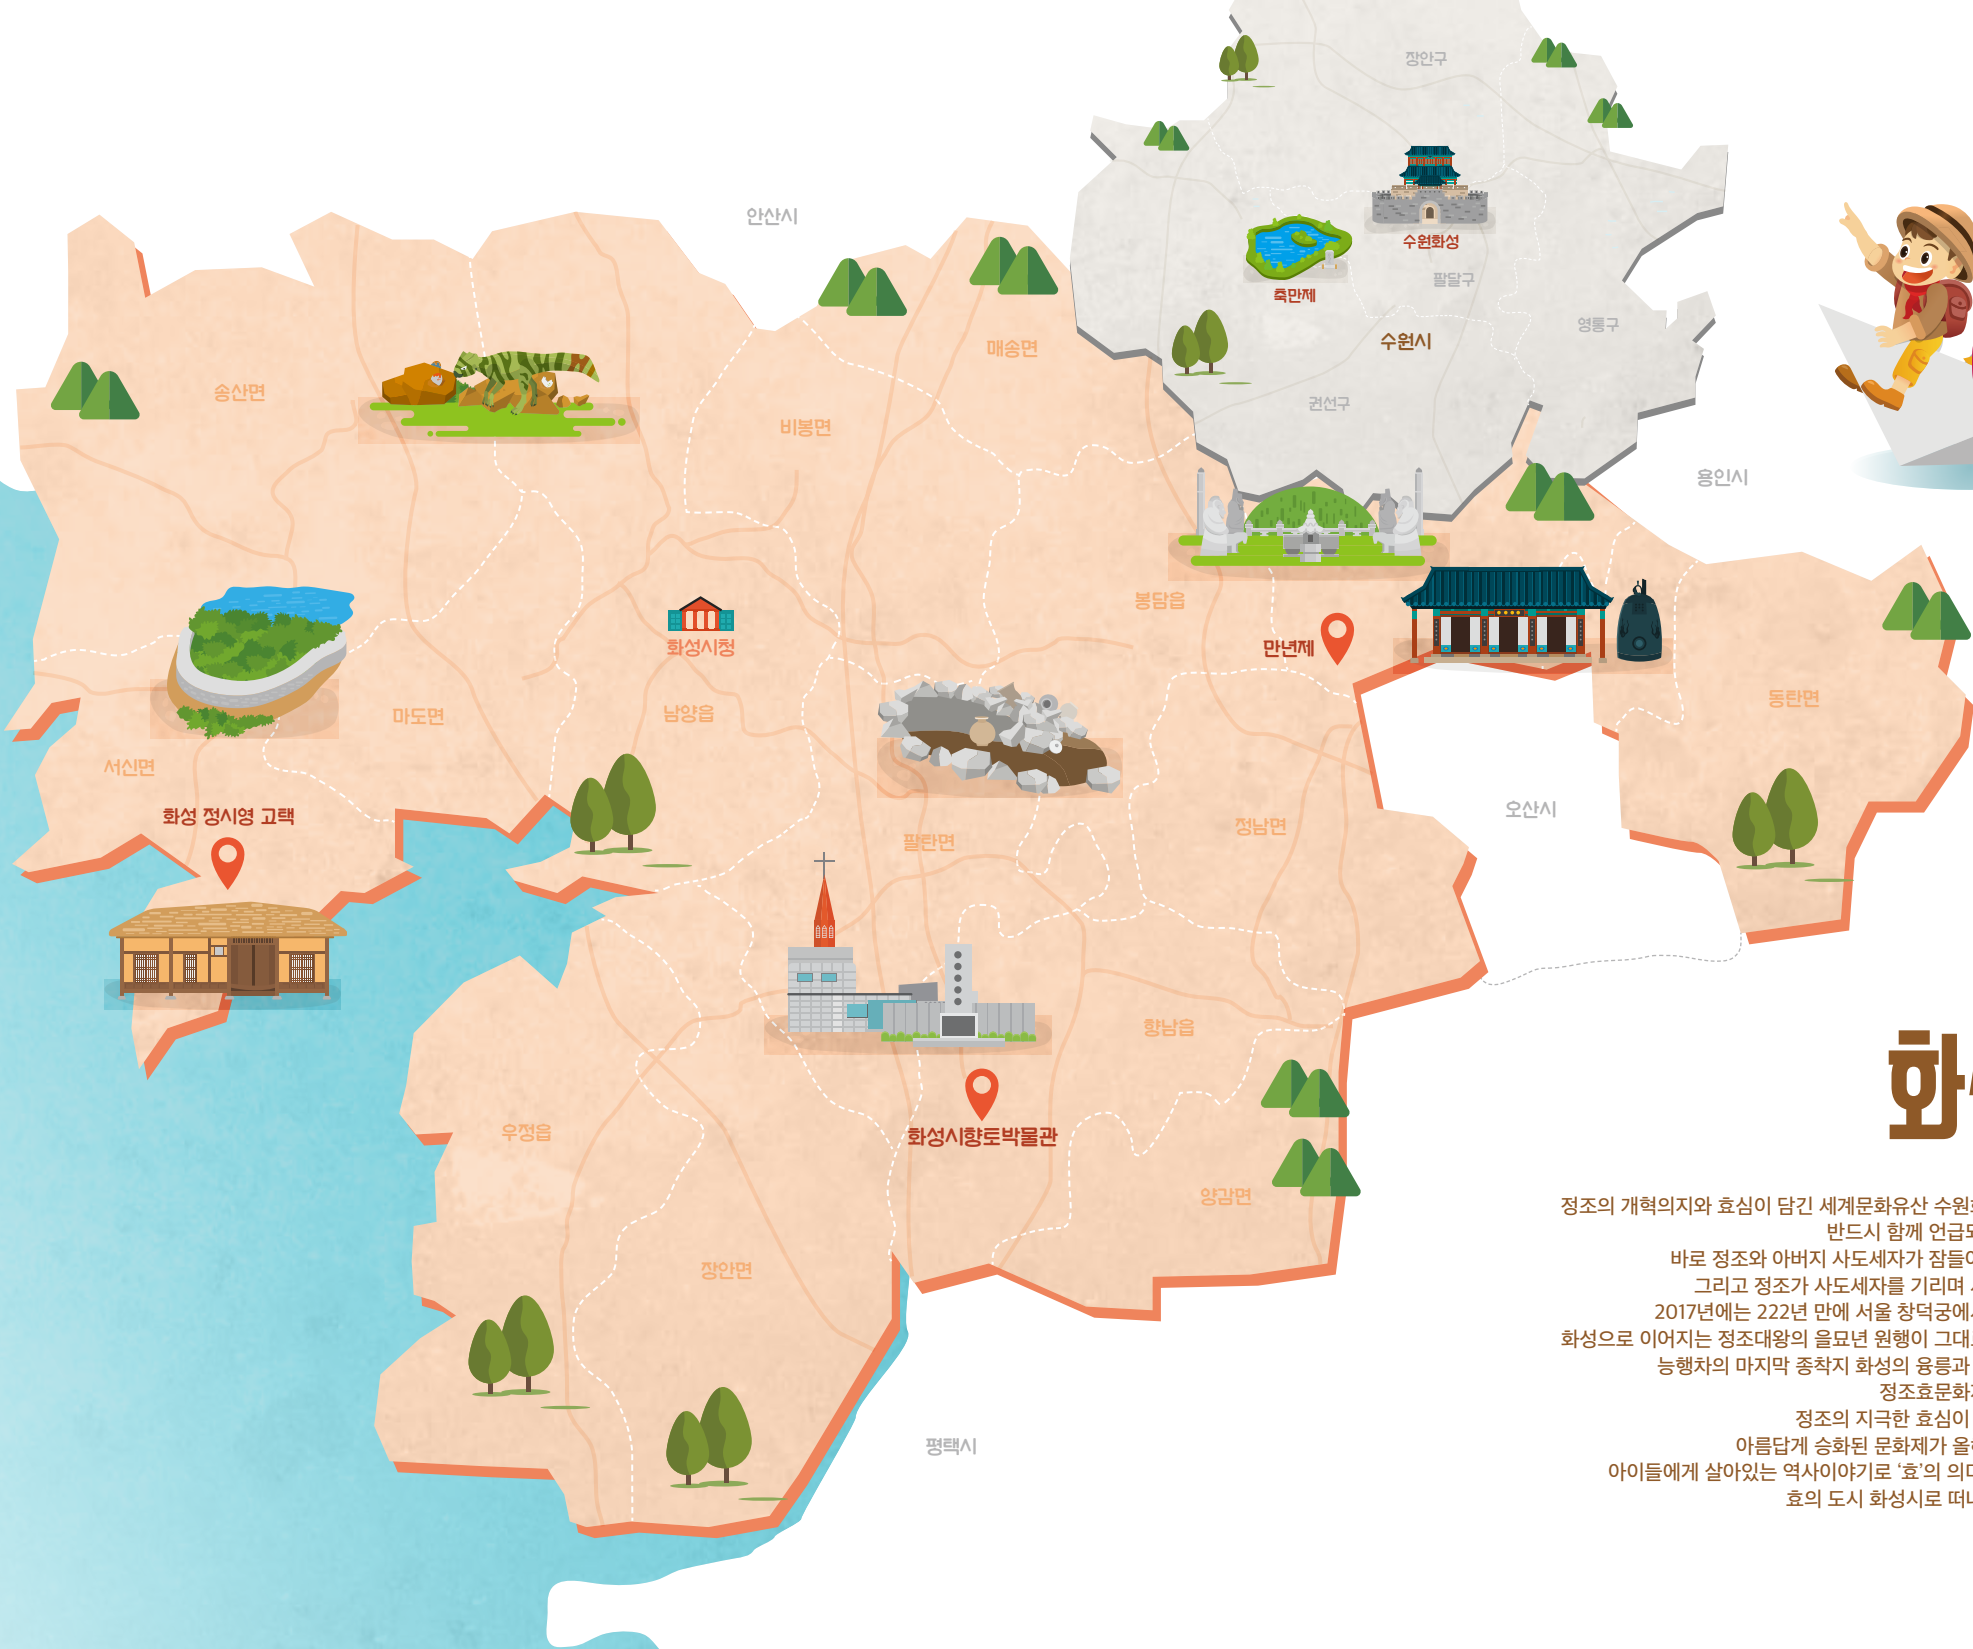 장안구
안산시
수원화성
팔달구
축만제
영통구
수원시
매송면
송산면
권선구
비봉면
용인시
봉담읍
화성시청
만년제
동탄면
남양읍
마도면
서신면
오산시
화성 정시영 고택
정남면
팔탄면
향남읍
화
우정읍
화성시향토박물관
양감면
장안면
평택시
정조의 개혁의지와 효심이 담긴 세계문화유산 수원
반드시 함께 언급
바로 정조와 아버지 사도세자가 잠들
그리고 정조가 사도세자를 기리며
2017년에는 222년 만에 서울 창덕궁에
화성으로 이어지는 정조대왕의 을묘년 원행이 그대
능행차의 마지막 종착지 화성의 융릉과
정조효문화
정조의 지극한 효심이
아름답게 승화된 문화제가 올
아이들에게 살아있는 역사이야기로 ‘효’의 의
효의 도시 화성시로 떠